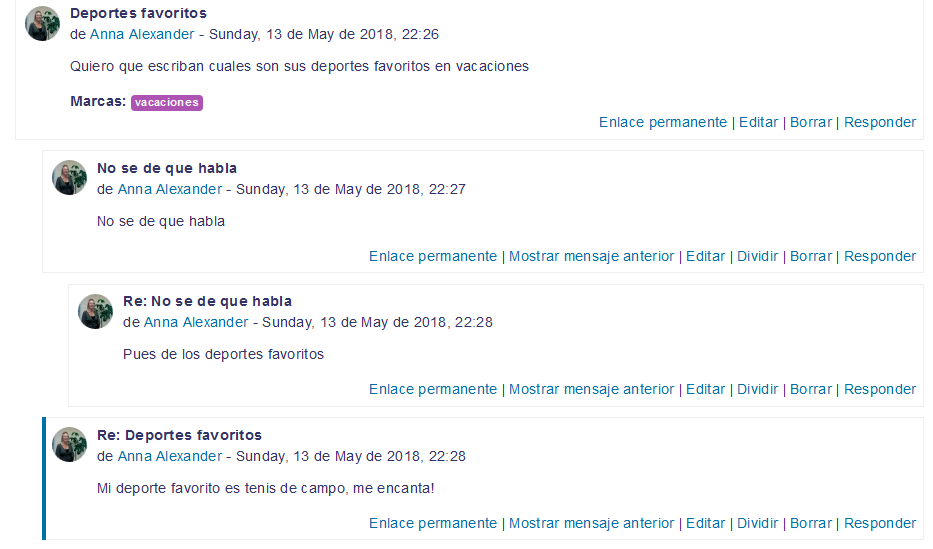 Deportes favoritos
de Anna Alexander - Sunday, 13 de May de 2018, 22:26
Quiero que escriban cuales son sus deportes favoritos en vacaciones
Marcas: vacaciones
Enlace permanente | Editar | Borrar | Responder
No se de que habla
de Anna Alexander - Sunday, 13 de May de 2018, 22:27
No se de que habla
Enlace permanente | Mostrar mensaje anterior | Editar | Dividir | Borrar | Responder
Re: No se de que habla
de Anna Alexander - Sunday, 13 de May de 2018, 22:28
Pues de los deportes favoritos
Enlace permanente | Mostrar mensaje anterior | Editar | Dividir | Borrar | Responder
Re: Deportes favoritos
de Anna Alexander - Sunday, 13 de May de 2018, 22:28
Mi deporte favorito es tenis de campo, me encanta!
Enlace permanente | Mostrar mensaje anterior | Editar | Dividir | Borrar | Responder